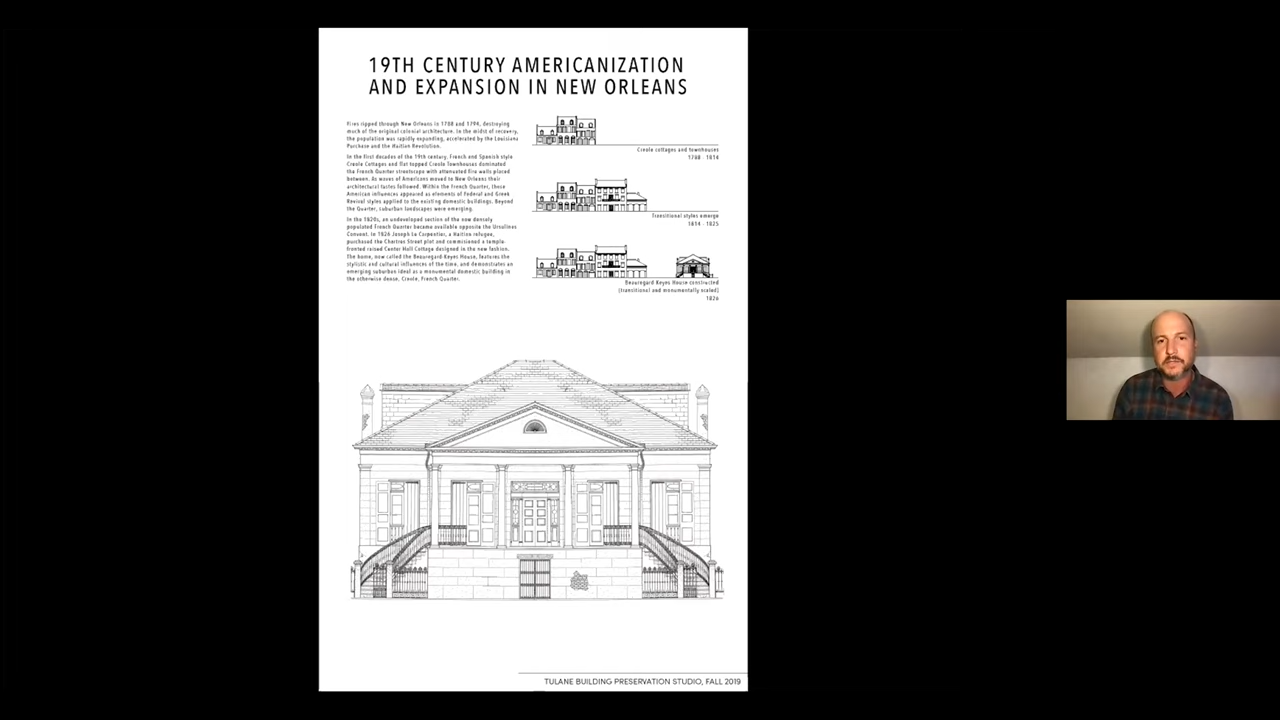 19TH CENTURY AMERICANIZATION
AND EXPANSION IN NEW ORLEANS
Fires ripped through New Orleans in 1788 and 1794, destroying
much of the original colonial architecture. In the midst of recovery,
the population was rapidly expanding, accelerated by the Louisiana
Purchase and the Haitian Revolution.
In the first decades of the 19th century, French and Spanish style
Creole Cottages and flat topped Creole Townhouses dominated
the French Quarter streetscape with attenuated fire walls placed
between. As waves of Americans moved to New Orleans their
architectural tastes followed. Within the French Quarter, these
American influences appeared as elements of Federal and Greek
Revival styles applied to the existing domestic buildings. Beyond
the Quarter, suburban landscapes were emerging.
In the 1820s, an undeveloped section of the now densely
populated French Quarter became available opposite the Ursulines
Convent. In 1826 Joseph Le Carpentier, a Haitian refugee,
purchased the Chartres Street plot and commissioned a temple
fronted raised Center Hall Cottage designed in the new fashion.
The home, now called the Beauregard-Keyes House, features the
stylistic and cultural influences of the time, and demonstrates an
emerging suburban ideal as a monumental domestic building in
the otherwise dense, Creole, French Quarter.
Creole cottages and townhouses
1788 - 1814
Transitional styles emerge
1814 - 1825
Beauregard Keyes House constructed
(transitional and monumentally scaled)
1826
TULANE BUILDING PRESERVATION STUDIO, FALL 2019